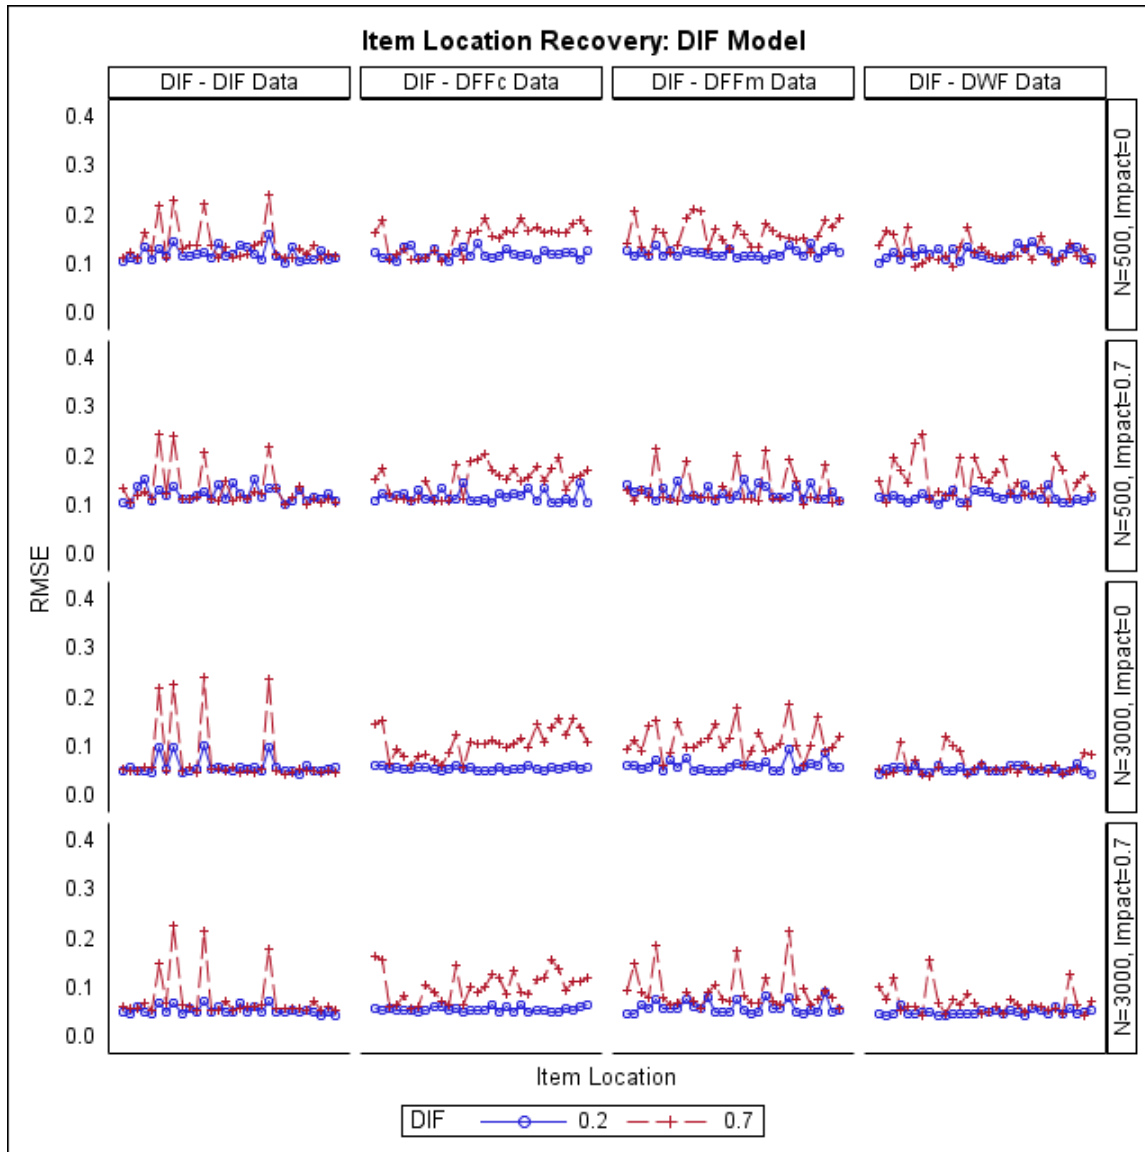 Item Location Recovery: DIF Model
DIF - DIF Data
DIF - DFFc Data
DIF - DFFm Data
DIF - DWF Data
0.4
0.3
0.2
0.1
0.0
N=500, Impact=0
0.4
0.3
0.2
0.1
0.0
N=500, Impact=0.7
RMSE
0.4
0.3
0.2
0.1
0.0
N=3000, Impact=0
0.4
0.3
0.2
0.1
0.0
N=3000, Impact=0.7
Item Location
DIF 0.2 0.7